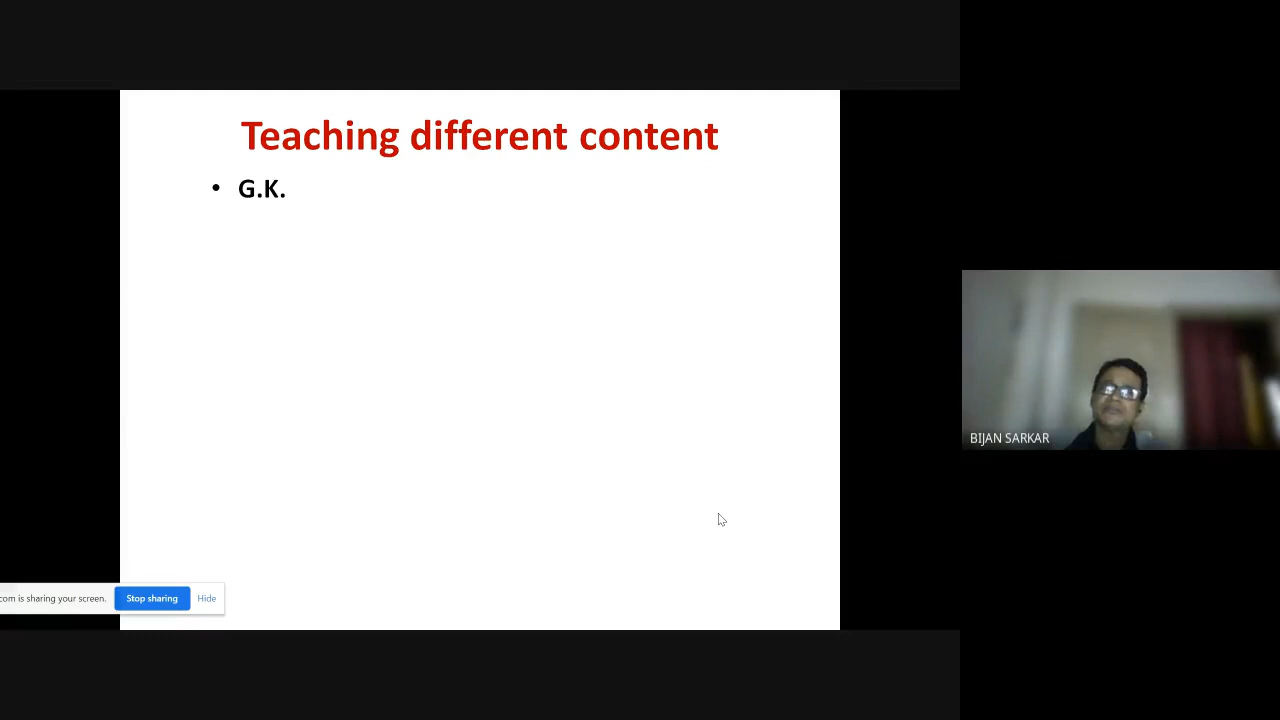 Teaching different content
• G.K.
BIJAN SARKAR
com is sharing your screen.
Stop sharing
Hide